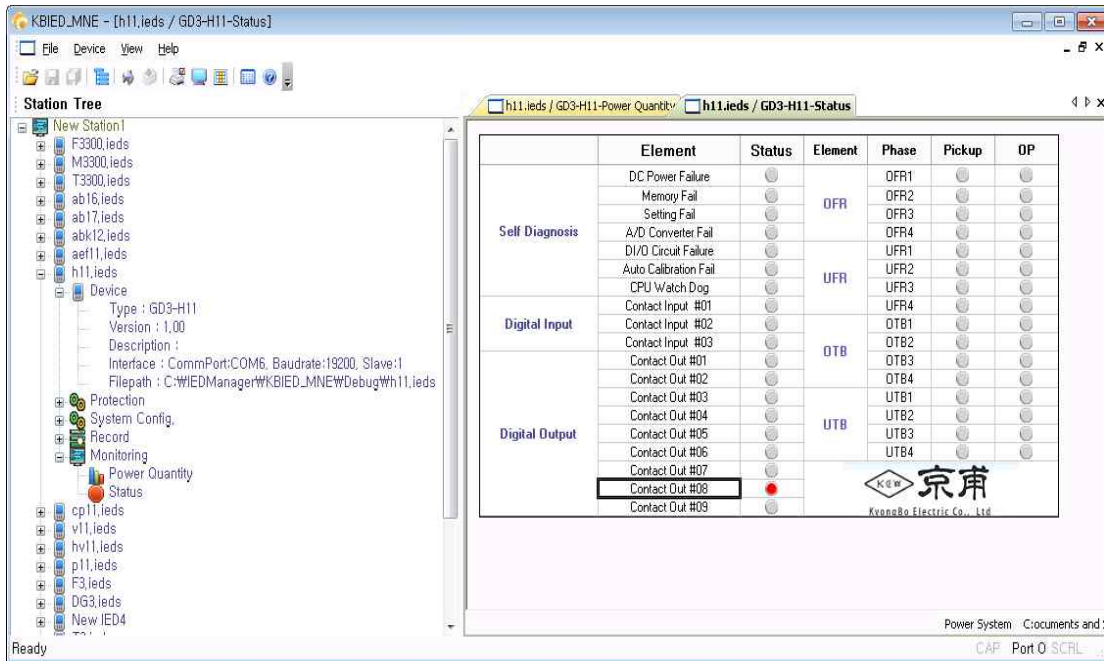 KBIED_MNE - [h11,ieds / GD3-H11-Status]
File Device View Help
Station Tree
New Station1
F3300,ieds
M3300,ieds
T3300,ieds
ab16,ieds
ab17,ieds
abk12,ieds
aef11,ieds
h11,ieds
Device
Type : GD3-H11
Version : 1,00
Description :
Interface : CommPort:COM6, Baudrate:19200, Slave:1
Filepath : C:₩IEDManager₩KBIED_MNE₩Debug₩h11,ieds
Protection
System Config,
Record
Monitoring
Power Quantity
Status
cp11,ieds
v11,ieds
hv11,ieds
p11,ieds
F3,ieds
DG3,ieds
New IED4
h11.ieds / GD3-H11-Power Quantity
h11.ieds / GD3-H11-Status
Element Status Element Phase Pickup OP
Self Diagnosis
DC Power Failure
Memory Fail
Setting Fail
A/D Converter Fail
DI/O Circuit Failure
Auto Calibration Fail
CPU Watch Dog
Digital Input
Contact Input #01
Contact Input #02
Contact Input #03
Digital Output
Contact Out #01
Contact Out #02
Contact Out #03
Contact Out #04
Contact Out #05
Contact Out #06
Contact Out #07
Contact Out #08
Contact Out #09
OFR
OFR1
OFR2
OFR3
OFR4
UFR
UFR1
UFR2
UFR3
UFR4
OTB
OTB1
OTB2
OTB3
OTB4
UTB
UTB1
UTB2
UTB3
UTB4
KEW 京甫
KyongBo Electric Co., Ltd
Power System C:ocuments and
Ready
CAP Port O SCRL